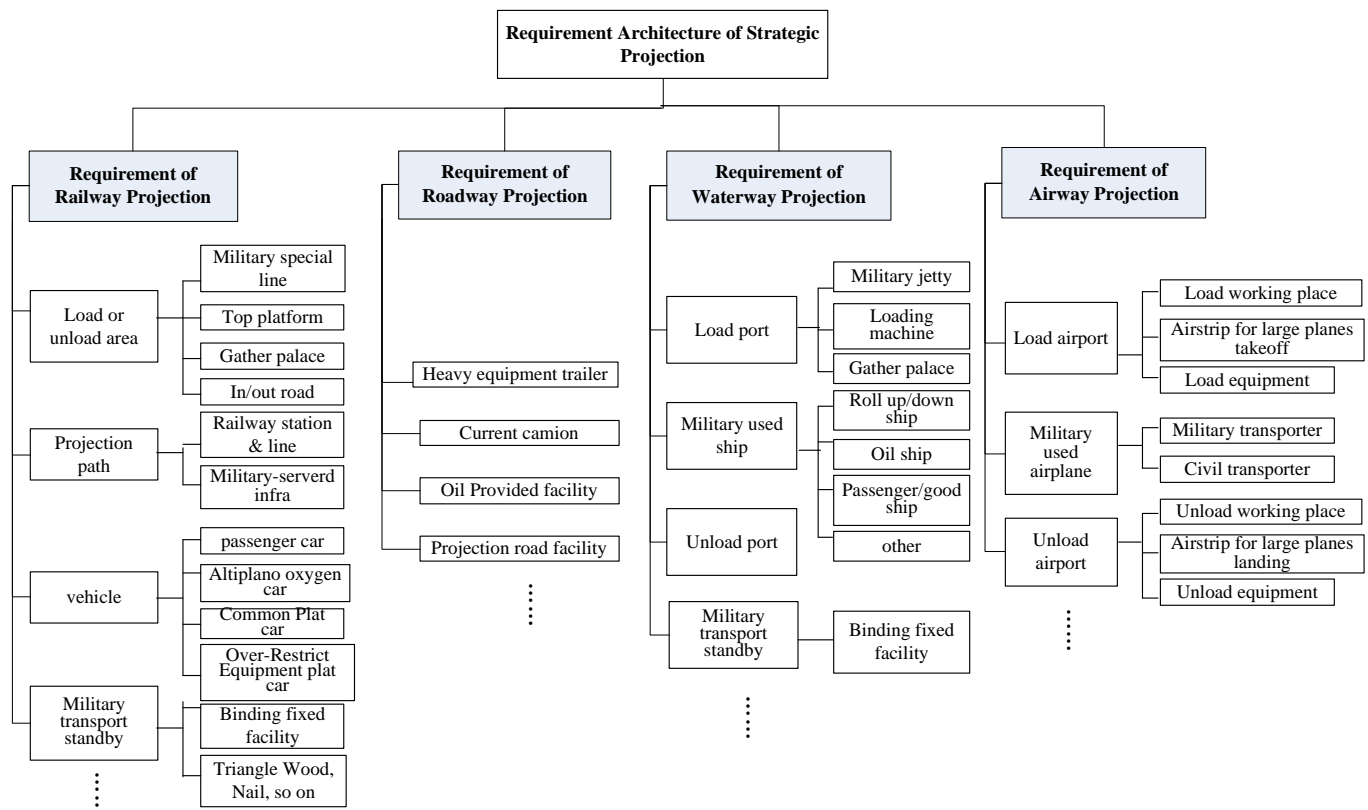 Requirement Architecture of Strategic
Projection
Requirement of
Railway Projection
Load or
unload area
Military special
line
Top platform
Gather palace
In/out road
Projection
path
Railway station
& line
Military-serverd
infra
vehicle
passenger car
Altiplano oxygen
car
Common Plat
car
Over-Restrict
Equipment plat
car
Military
transport
standby
Binding fixed
facility
Triangle Wood,
Nail, so on
Requirement of
Roadway Projection
Heavy equipment trailer
Current camion
Oil Provided facility
Projection road facility
Requirement of
Waterway Projection
Load port
Military jetty
Loading
machine
Gather palace
Military used
ship
Roll up/down
ship
Oil ship
Passenger/good
ship
other
Unload port
Military
transport
standby
Binding fixed
facility
Requirement of
Airway Projection
Load airport
Load working place
Airstrip for large planes
takeoff
Load equipment
Military
used
airplane
Military transporter
Civil transporter
Unload
airport
Unload working place
Airstrip for large planes
landing
Unload equipment